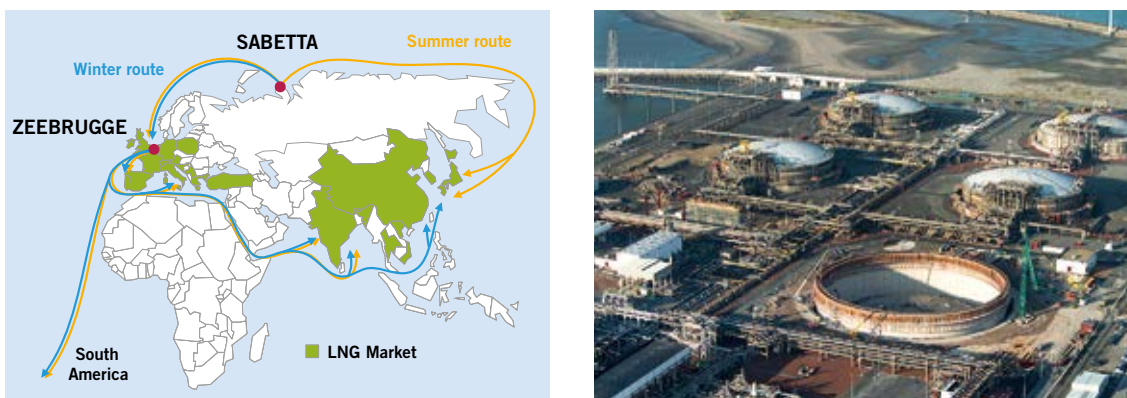 SABETTA
Summer route
Winter route
ZEEBRUGGE
South
America
LNG Market